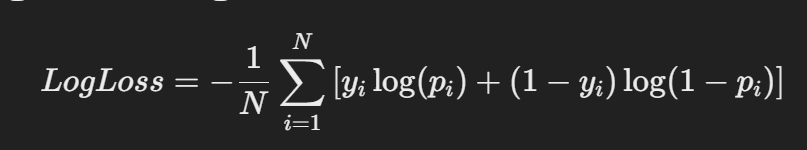 LogLoss = -\frac{1}{N} \sum_{i=1}^{N} [y_i \log(p_i) + (1 - y_i) \log(1 - p_i)]